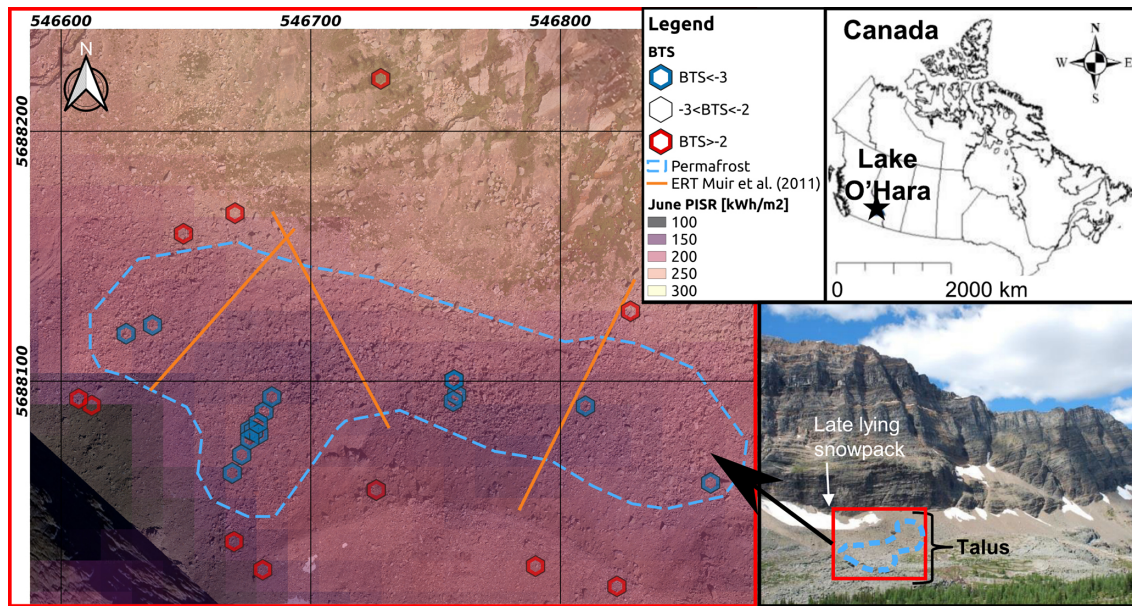 546600
546700
546800
5688200
5688100
N
Legend
BTS
BTS<-3
-3<BTS<-2
BTS>-2
Permafrost
ERT Muir et al. (2011)
June PISR [kWh/m2]
100
150
200
250
300
Canada
N
W
E
S
Lake
O'Hara
0
2000 km
Late lying
snowpack
Talus